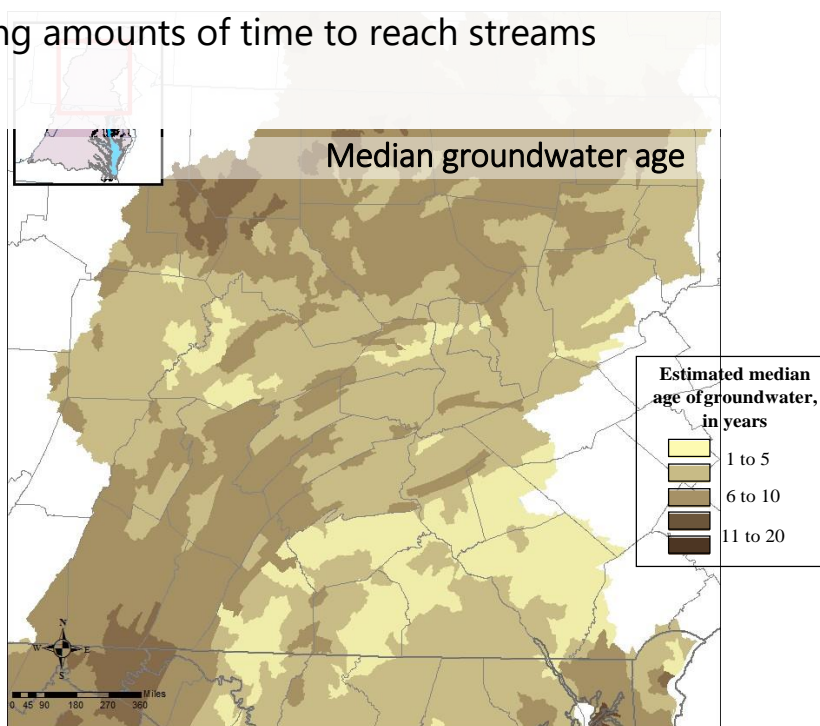 ng amounts of time to reach streams
Median groundwater age
Estimated median
age of groundwater,
in years
1 to 5
6 to 10
11 to 20
N
W E
S
Miles
0 45 90 180 270 360